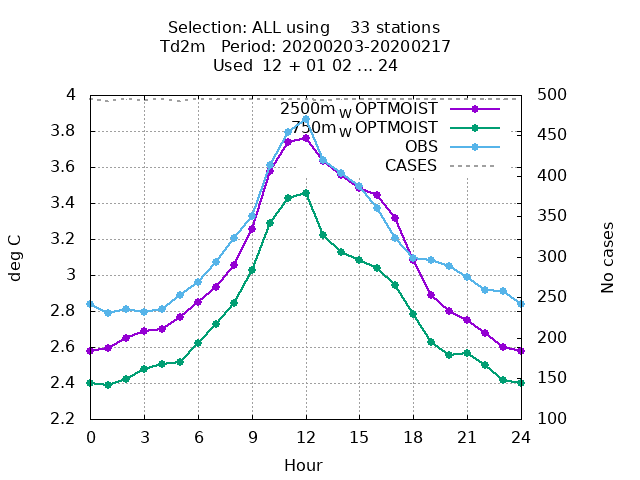 Selection: ALL using 33 stations
Td2m Period: 20200203-20200217
Used 12 + 01 02 ... 24
4
3.8
3.6
3.4
3.2
3
2.8
2.6
2.4
2.2
500
450
400
350
300
250
200
150
100
2500m W OPTMOIST
750m W OPTMOIST
OBS
CASES
deg C
No cases
0 3 6 9 12 15 18 21 24
Hour